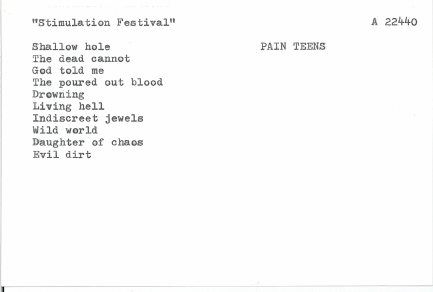 "Stimulation Festival" A 22440
Shallow hole PAIN TEENS
The dead cannot
God told me
The poured out blood
Drowning
Living hell
Indiscreet jewels
Wild world
Daughter of chaos
Evil dirt